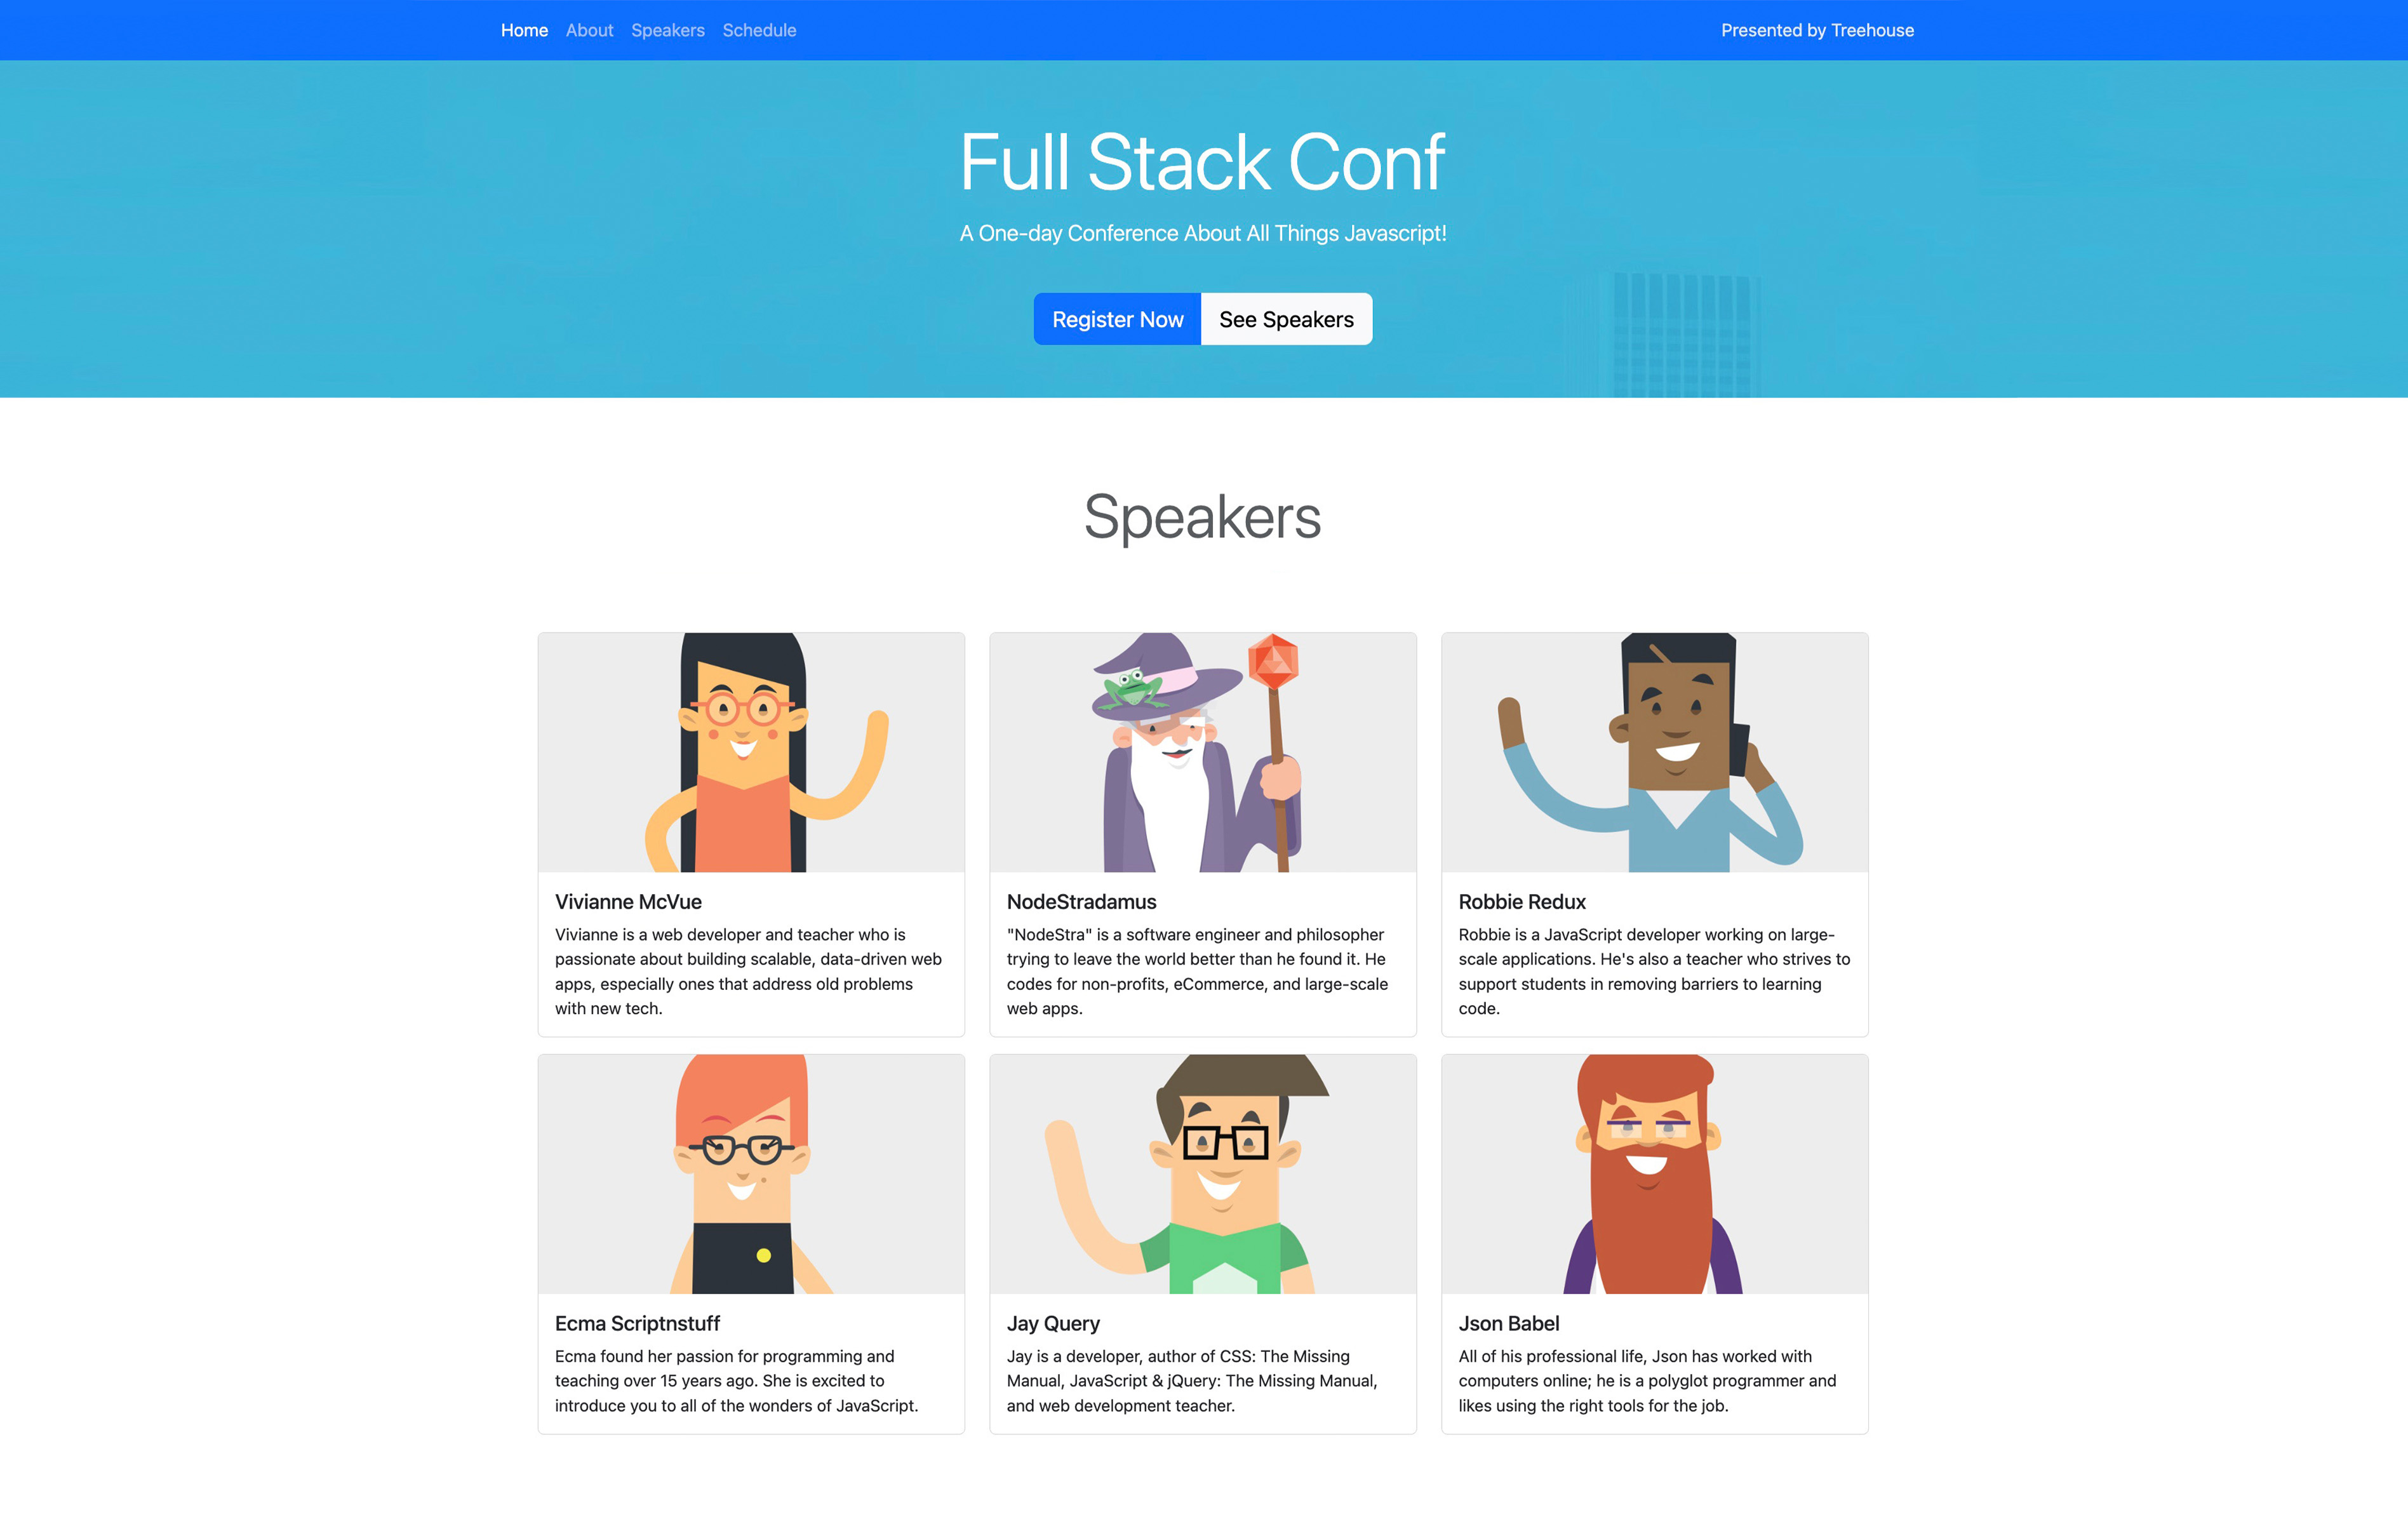 Home About Speakers Schedule Presented by Treehouse
Full Stack Conf
A One-day Conference About All Things Javascript!
Register Now See Speakers
Speakers
Vivianne McVue
Vivianne is a web developer and teacher who is
passionate about building scalable, data-driven web
apps, especially ones that address old problems
with new tech.
NodeStradamus
"NodeStra" is a software engineer and philosopher
trying to leave the world better than he found it. He
codes for non-profits, eCommerce, and large-scale
web apps.
Robbie Redux
Robbie is a JavaScript developer working on large-
scale applications. He's also a teacher who strives to
support students in removing barriers to learning
code.
Ecma Scriptnstuff
Ecma found her passion for programming and
teaching over 15 years ago. She is excited to
introduce you to all of the wonders of JavaScript.
Jay Query
Jay is a developer, author of CSS: The Missing
Manual, JavaScript & jQuery: The Missing Manual,
and web development teacher.
Json Babel
All of his professional life, Json has worked with
computers online; he is a polyglot programmer and
likes using the right tools for the job.